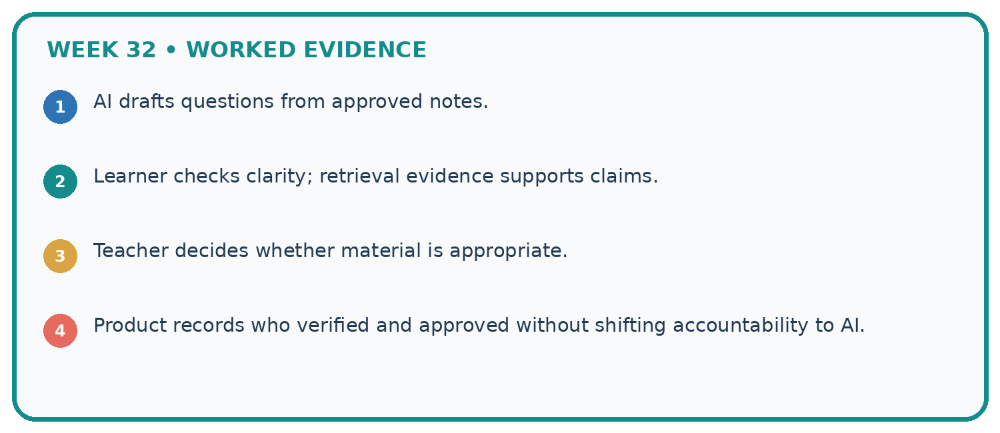 WEEK 32 • WORKED EVIDENCE
1 AI drafts questions from approved notes.
2 Learner checks clarity; retrieval evidence supports claims.
3 Teacher decides whether material is appropriate.
4 Product records who verified and approved without shifting accountability to AI.